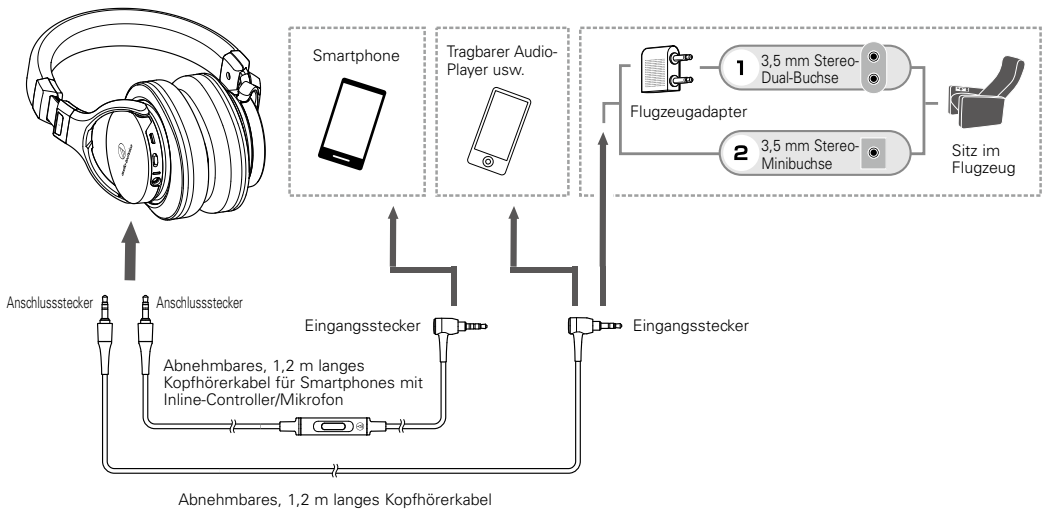 Smartphone
Tragbarer Audio-
Player usw.
1
3,5 mm Stereo-
Dual-Buchse
Flugzeugadapter
2
3,5 mm Stereo-
Minibuchse
Sitz im
Flugzeug
audio-technica
Anschlussstecker
Anschlussstecker
Eingangsstecker
Eingangsstecker
Abnehmbares, 1,2 m langes
Kopfhörerkabel für Smartphones mit
Inline-Controller/Mikrofon
Abnehmbares, 1,2 m langes Kopfhörerkabel